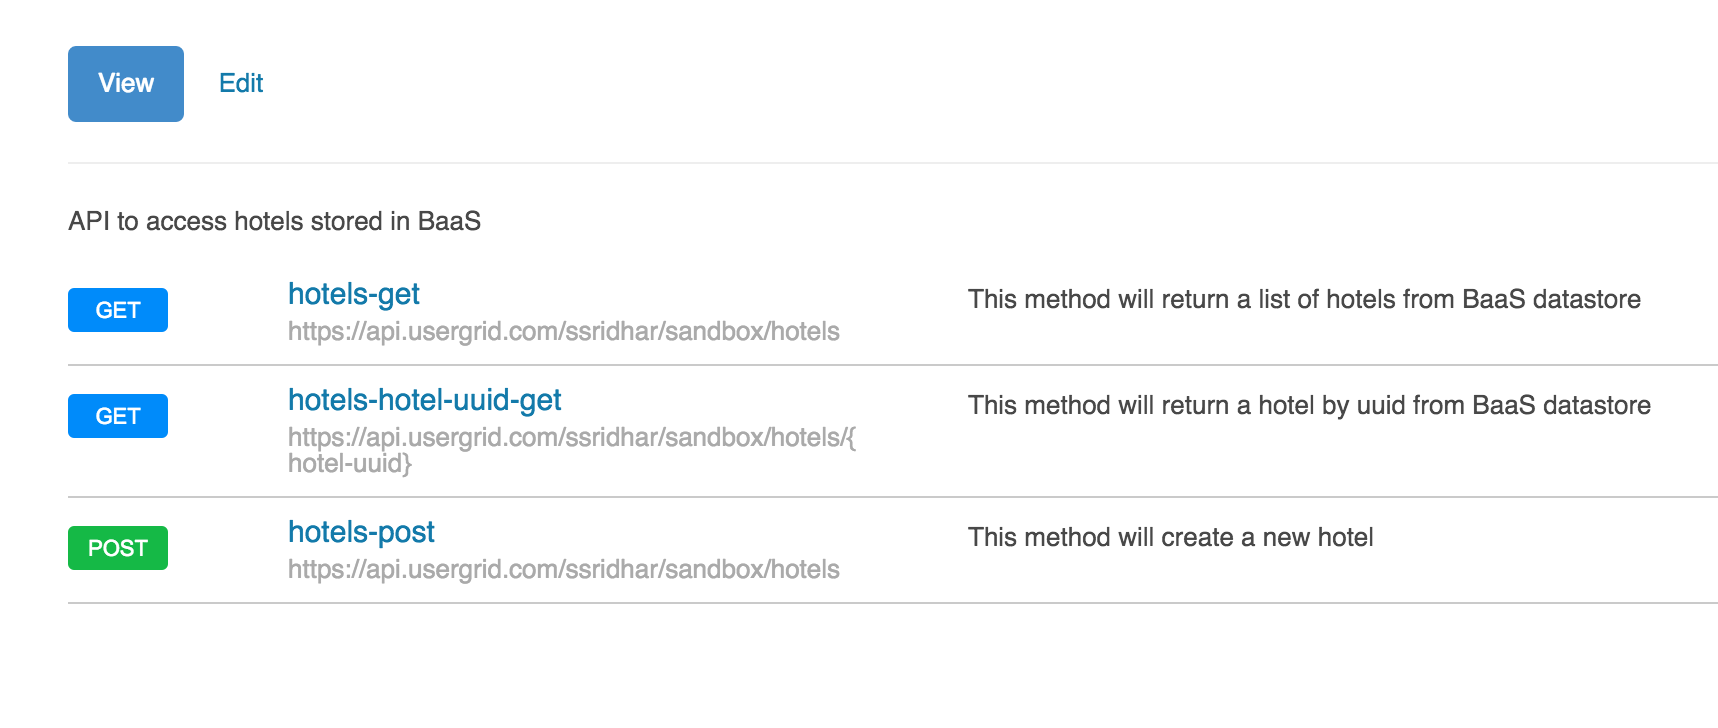 View Edit
API to access hotels stored in BaaS
GET hotels-get This method will return a list of hotels from BaaS datastore
https://api.usergrid.com/ssridhar/sandbox/hotels
GET hotels-hotel-uuid-get This method will return a hotel by uuid from BaaS datastore
https://api.usergrid.com/ssridhar/sandbox/hotels/{
hotel-uuid}
POST hotels-post This method will create a new hotel
https://api.usergrid.com/ssridhar/sandbox/hotels